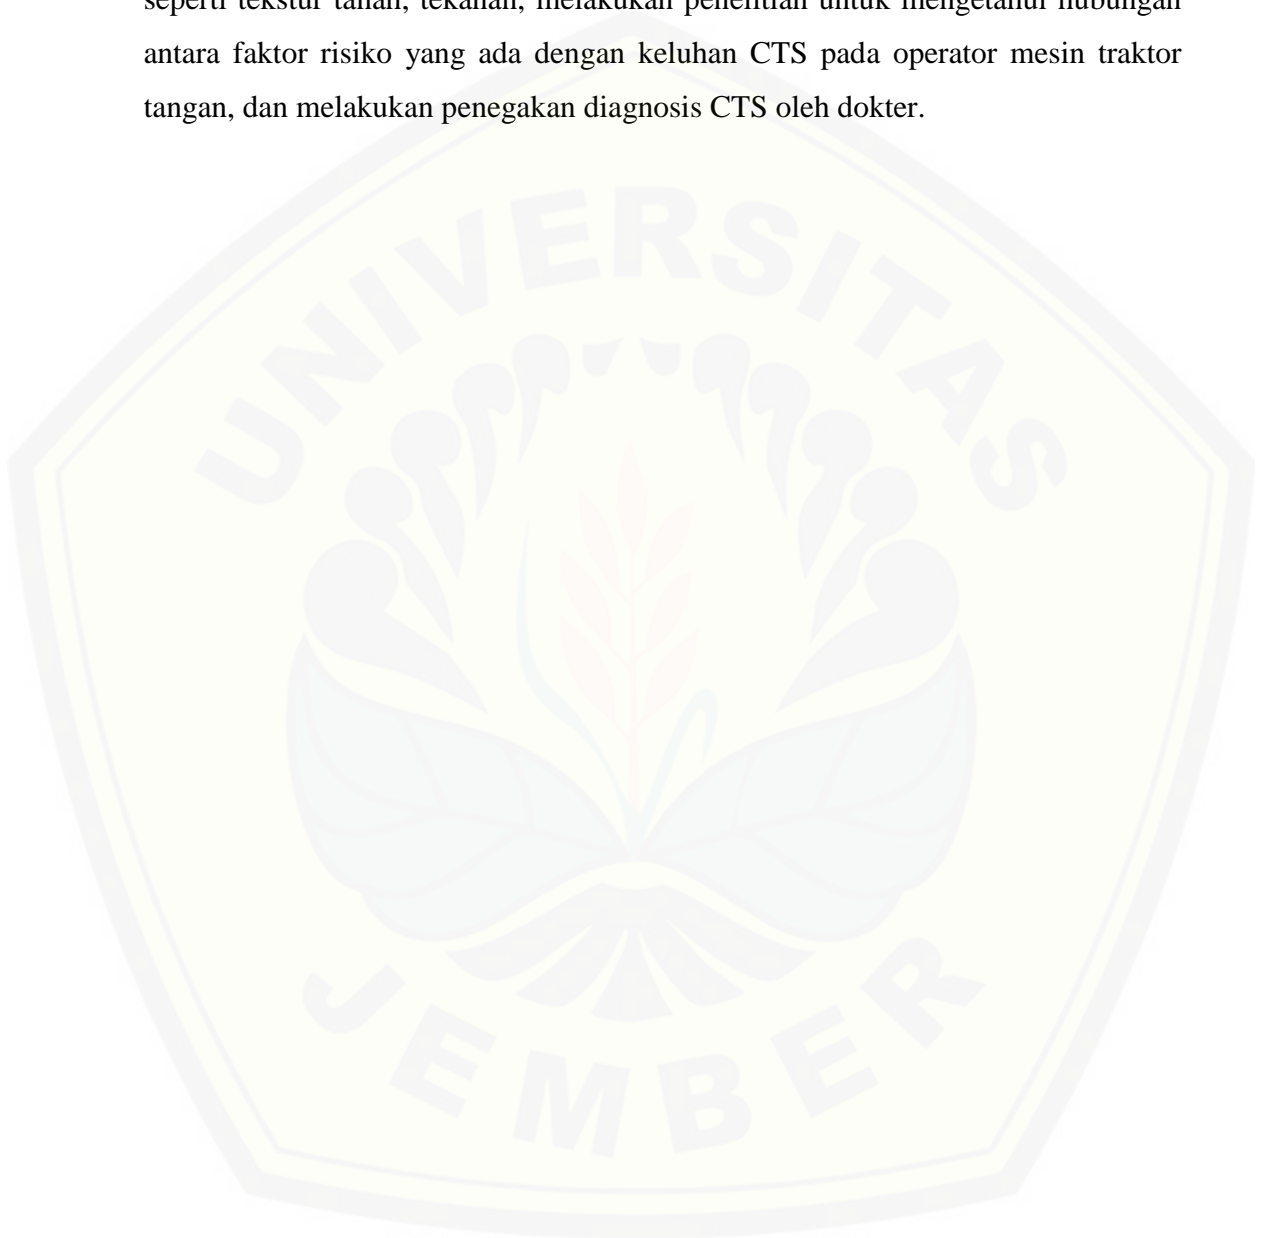 seperti tekstur tanah, tekanan, melakukan penelitian untuk mengetahui hubungan
antara faktor risiko yang ada dengan keluhan CTS pada operator mesin traktor
tangan, dan melakukan penegakan diagnosis CTS oleh dokter.
UNIVERSITAS
JEMBER